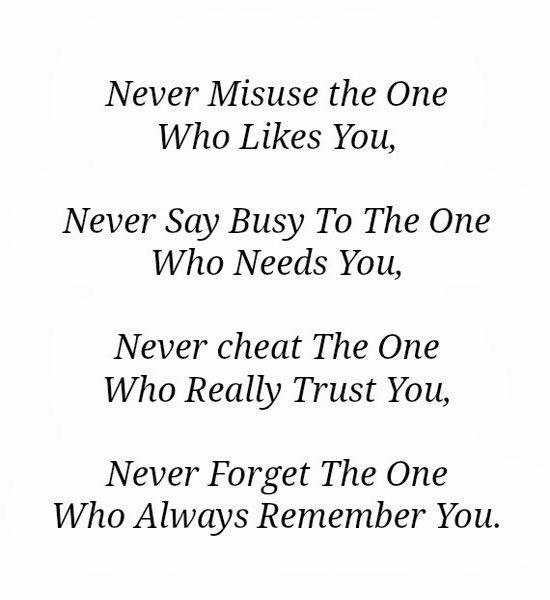 Never Misuse the One
Who Likes You,
Never Say Busy To The One
Who Needs You,
Never cheat The One
Who Really Trust You,
Never Forget The One
Who Always Remember You.